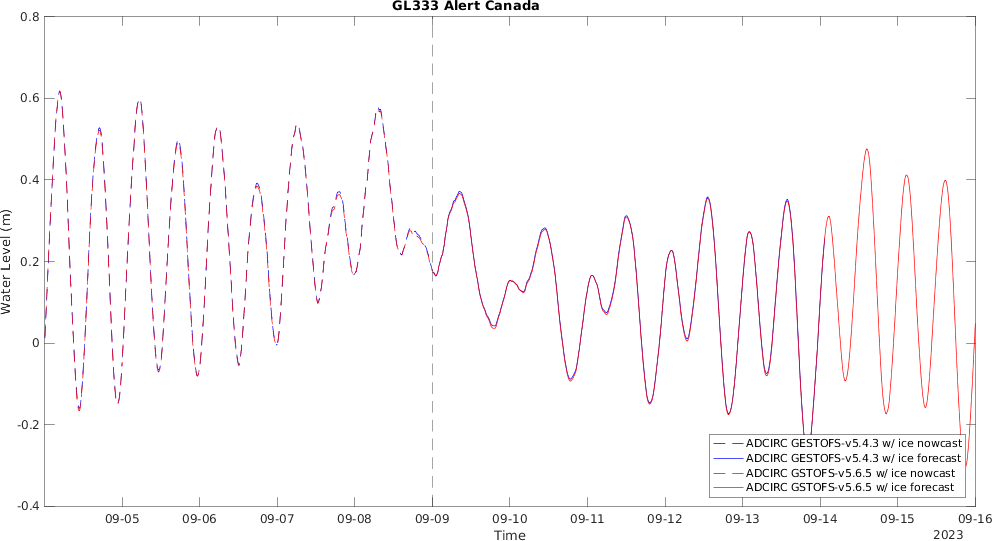 GL333 Alert Canada
0.8
0.6
0.4
0.2
0
-0.2
-0.4
Water Level (m)
ADCIRC GESTOFS-v5.4.3 w/ ice nowcast
ADCIRC GESTOFS-v5.4.3 w/ ice forecast
ADCIRC GSTOFS-v5.6.5 w/ ice nowcast
ADCIRC GSTOFS-v5.6.5 w/ ice forecast
09-05 09-06 09-07 09-08 09-09 09-10 09-11 09-12 09-13 09-14 09-15 09-16
Time
2023